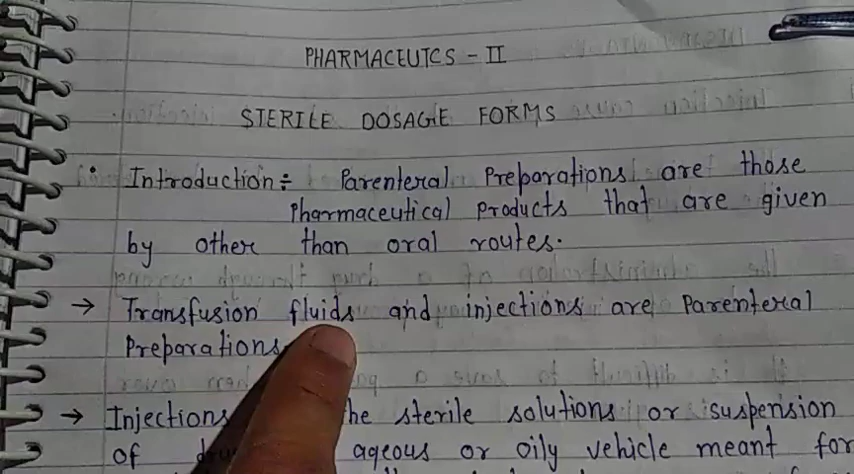 PHARMACEUTCS - II
STERILE DOSAGE FORMS
Introduction÷ Parenteral Preparations are those
Pharmaceutical Products that are given
by other than oral routes.
→ Transfusion fluids and injections are Parenteral
Preparations
→ Injections he sterile solutions or suspension
of ageous or oily vehicle meant for